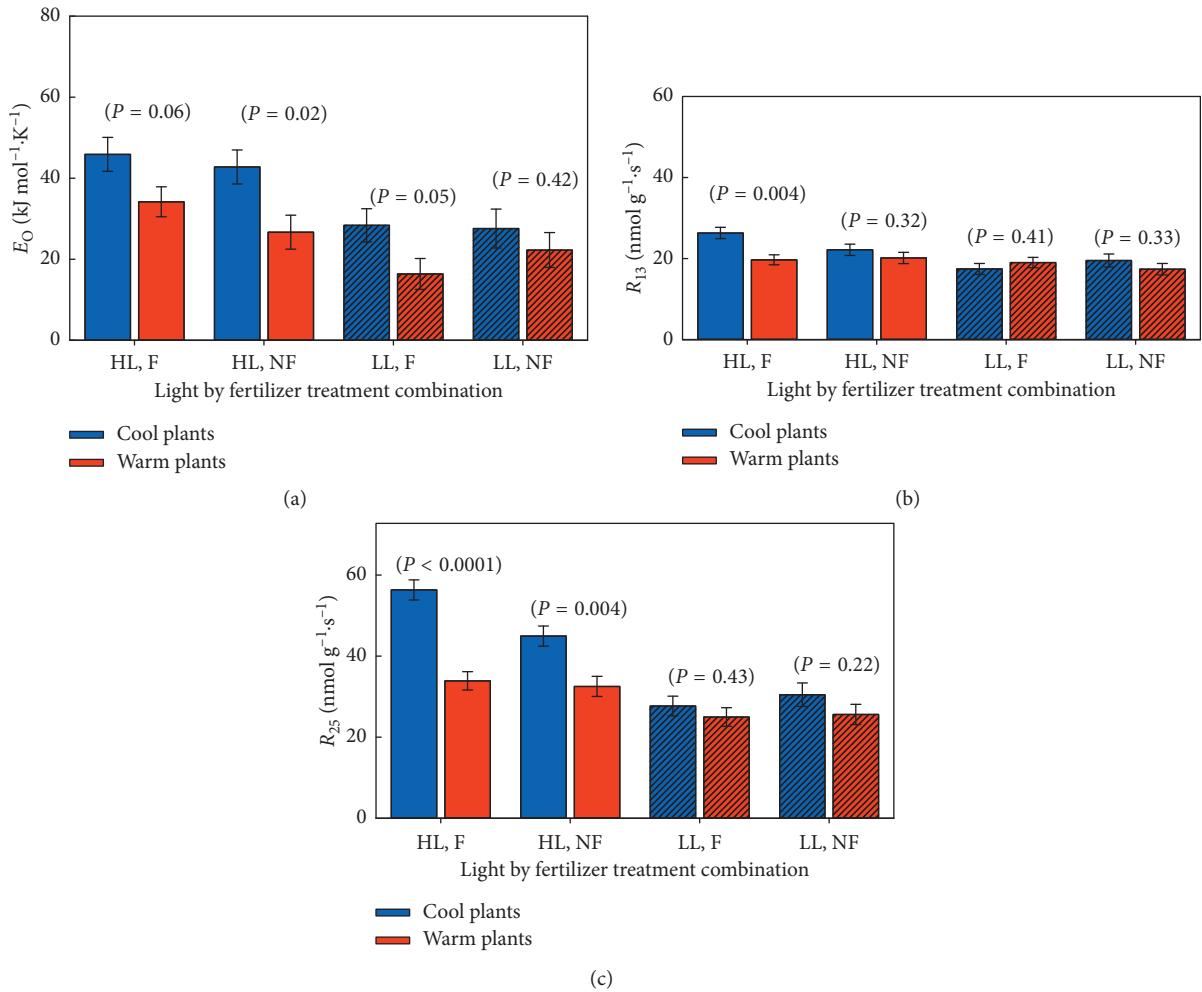 80
60
40
20
0
E_O (kJ mol⁻¹·K⁻¹)
(P = 0.06)
(P = 0.02)
(P = 0.05)
(P = 0.42)
HL, F
HL, NF
LL, F
LL, NF
Light by fertilizer treatment combination
Cool plants
Warm plants
(a)
60
40
20
0
R₁₃ (nmol g⁻¹·s⁻¹)
(P = 0.004)
(P = 0.32)
(P = 0.41)
(P = 0.33)
HL, F
HL, NF
LL, F
LL, NF
Light by fertilizer treatment combination
Cool plants
Warm plants
(b)
60
40
20
0
R₂₅ (nmol g⁻¹·s⁻¹)
(P < 0.0001)
(P = 0.004)
(P = 0.43)
(P = 0.22)
HL, F
HL, NF
LL, F
LL, NF
Light by fertilizer treatment combination
Cool plants
Warm plants
(c)